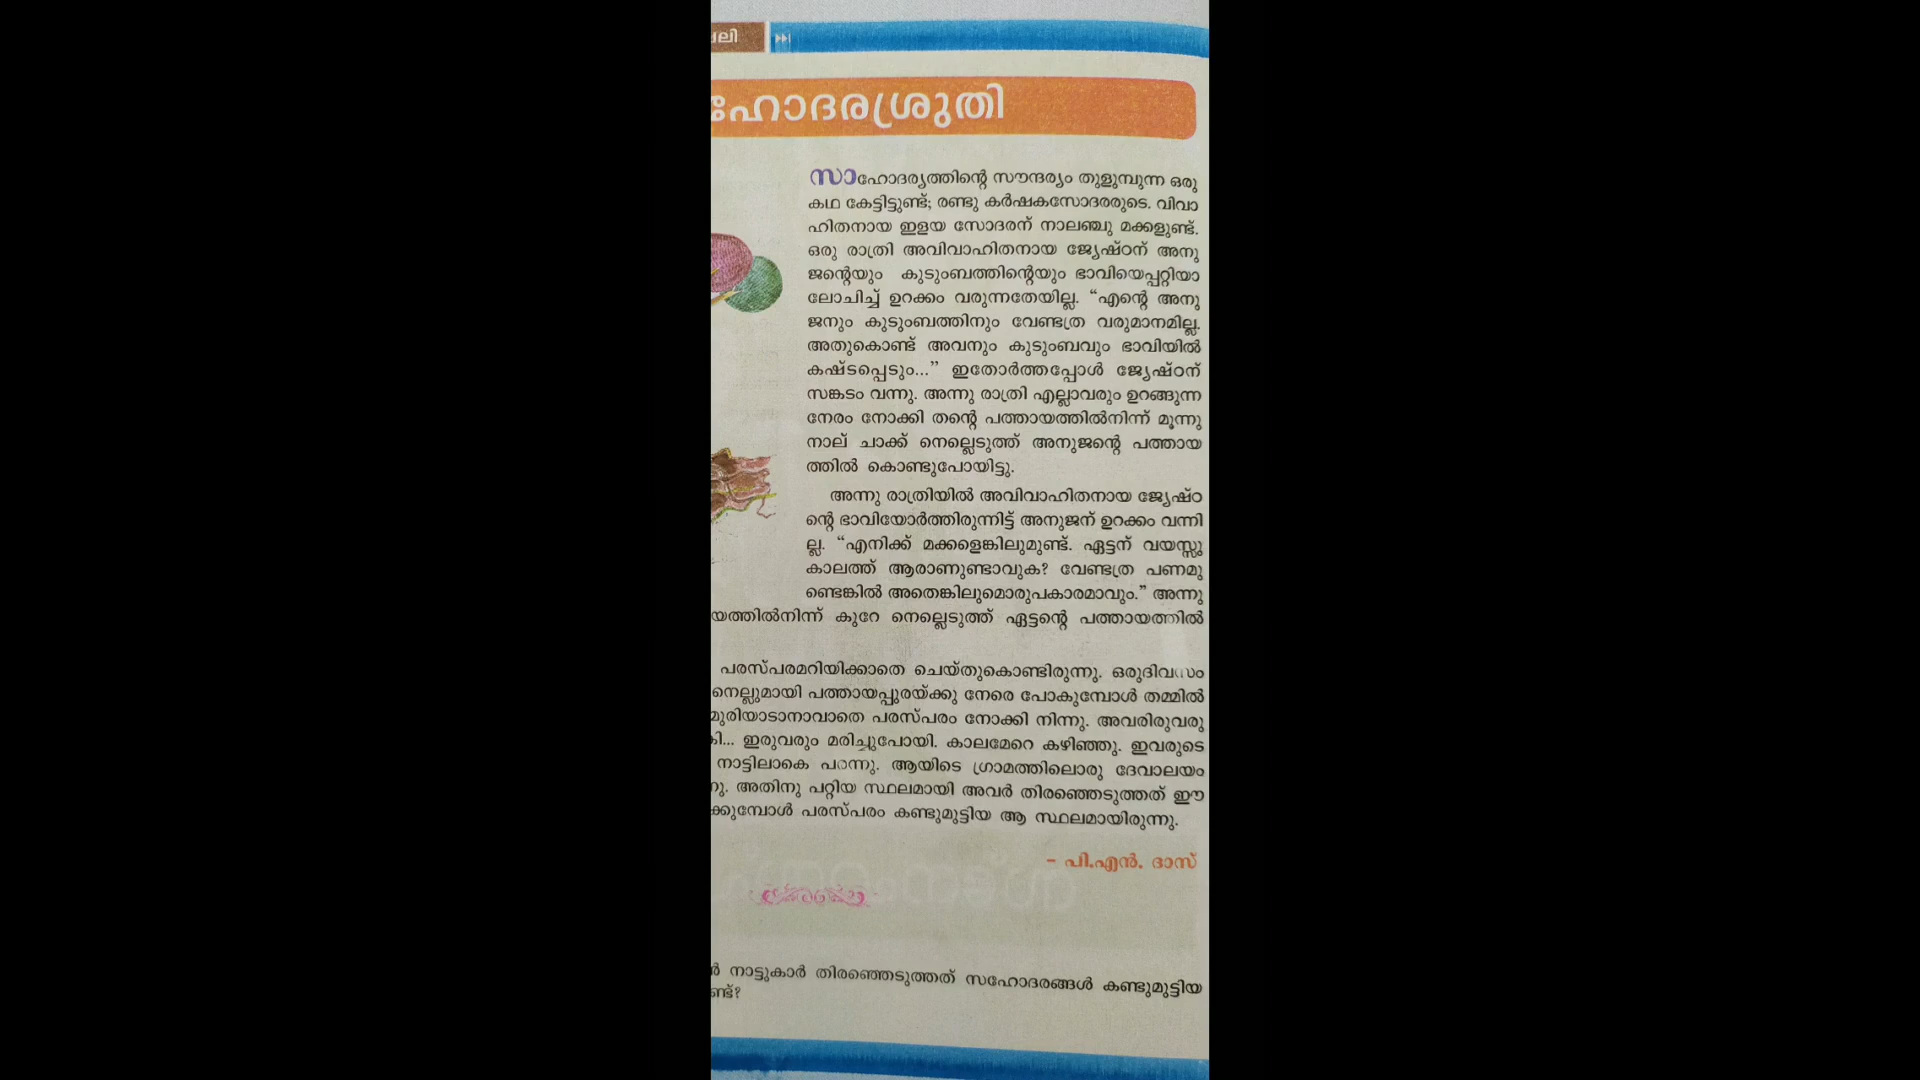 ഹോദരശ്രുതി
സാഹോദര്യത്തിന്റെ സൗന്ദര്യം തുളുമ്പുന്ന ഒരു
കഥ കേട്ടിട്ടുണ്ട്; രണ്ടു കർഷകസോദരരുടെ. വിവാ
ഹിതനായ ഇളയ സോദരന് നാലഞ്ചു മക്കളുണ്ട്.
ഒരു രാത്രി അവിവാഹിതനായ ജ്യേഷ്ഠന് അനു
ജന്റെയും കുടുംബത്തിന്റെയും ഭാവിയെപ്പറ്റിയാ
ലോചിച്ച് ഉറക്കം വരുന്നതേയില്ല. “എന്റെ അനു
ജനും കുടുംബത്തിനും വേണ്ടത്ര വരുമാനമില്ല.
അതുകൊണ്ട് അവനും കുടുംബവും ഭാവിയിൽ
കഷ്ടപ്പെടും...’’ ഇതോർത്തപ്പോൾ ജ്യേഷ്ഠന്
സങ്കടം വന്നു. അന്നു രാത്രി എല്ലാവരും ഉറങ്ങുന്ന
നേരം നോക്കി തന്റെ പത്തായത്തിൽനിന്ന് മൂന്നു
നാല് ചാക്ക് നെല്ലെടുത്ത് അനുജന്റെ പത്തായ
ത്തിൽ കൊണ്ടുപോയിട്ടു.
അന്നു രാത്രിയിൽ അവിവാഹിതനായ ജ്യേഷ്ഠ
ന്റെ ഭാവിയോർത്തിരുന്നിട്ട് അനുജന് ഉറക്കം വന്നി
ല്ല. “എനിക്ക് മക്കളെങ്കിലുമുണ്ട്. ഏട്ടന് വയസ്സു
കാലത്ത് ആരാണുണ്ടാവുക? വേണ്ടത്ര പണമു
ണ്ടെങ്കിൽ അതെങ്കിലുമൊരുപകാരമാവും.” അന്നു
യത്തിൽനിന്ന് കുറേ നെല്ലെടുത്ത് ഏട്ടന്റെ പത്തായത്തിൽ
പരസ്പരമറിയിക്കാതെ ചെയ്തുകൊണ്ടിരുന്നു. ഒരുദിവസം
നെല്ലുമായി പത്തായപ്പുരയ്ക്കു നേരെ പോകുമ്പോൾ തമ്മിൽ
മുരിയാടാനാവാതെ പരസ്പരം നോക്കി നിന്നു. അവരിരുവരു
കി... ഇരുവരും മരിച്ചുപോയി. കാലമേറെ കഴിഞ്ഞു. ഇവരുടെ
നാട്ടിലാകെ പരന്നു. ആയിടെ ഗ്രാമത്തിലൊരു ദേവാലയം
നു. അതിനു പറ്റിയ സ്ഥലമായി അവർ തിരഞ്ഞെടുത്തത് ഈ
ക്കുമ്പോൾ പരസ്പരം കണ്ടുമുട്ടിയ ആ സ്ഥലമായിരുന്നു.
– പി.എൻ. ദാസ്
ൻ നാട്ടുകാർ തിരഞ്ഞെടുത്തത് സഹോദരങ്ങൾ കണ്ടുമുട്ടിയ
ണ്ട്?